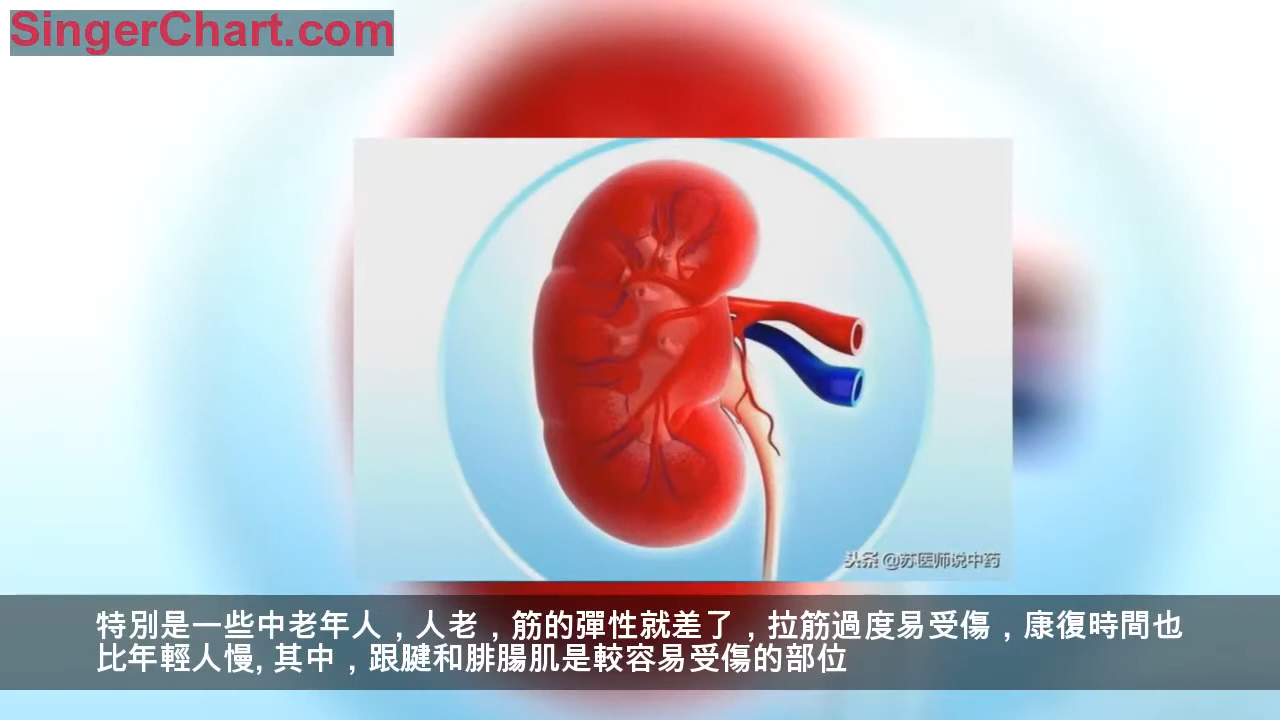 SingerChart.com
头条 @苏医师说中药
特別是一些中老年人，人老，筋的彈性就差了，拉筋過度易受傷，康復時間也
比年輕人慢, 其中，跟腱和腓腸肌是較容易受傷的部位